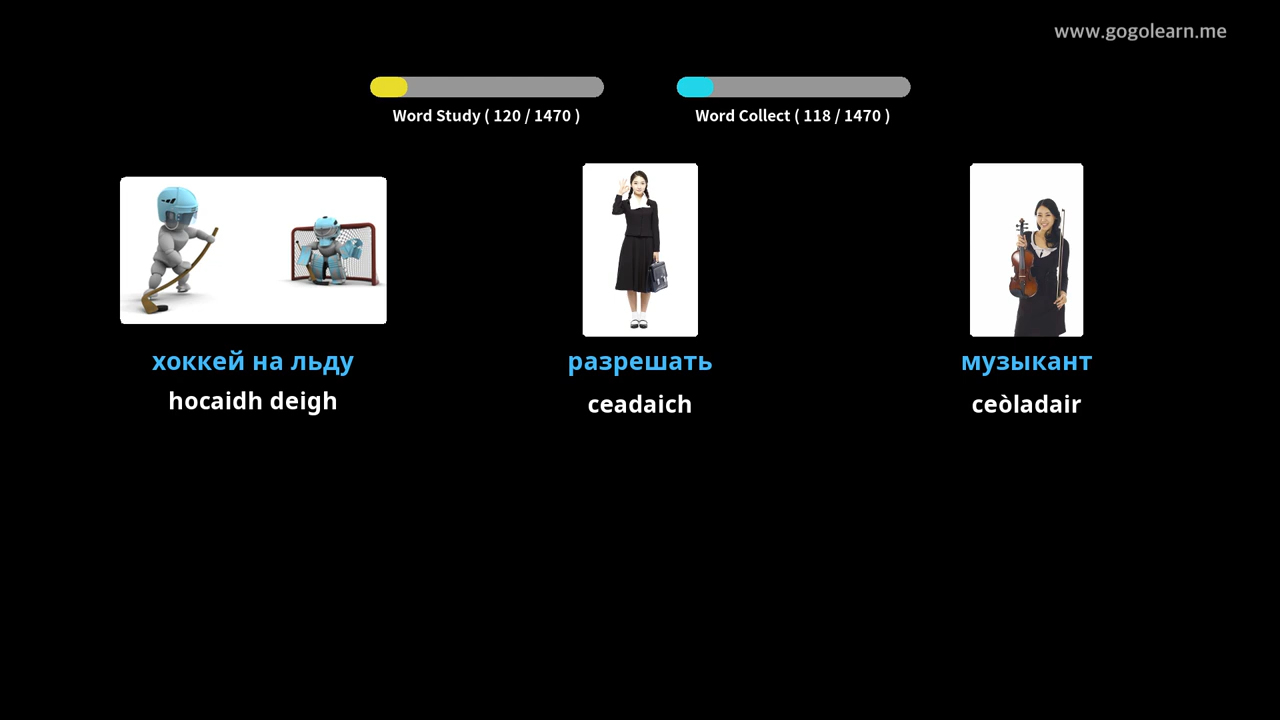 www.gogolearn.me
Word Study ( 120 / 1470 )
Word Collect ( 118 / 1470 )
хоккей на льду
разрешать
музыкант
hocaidh deigh
ceadaich
ceòladair